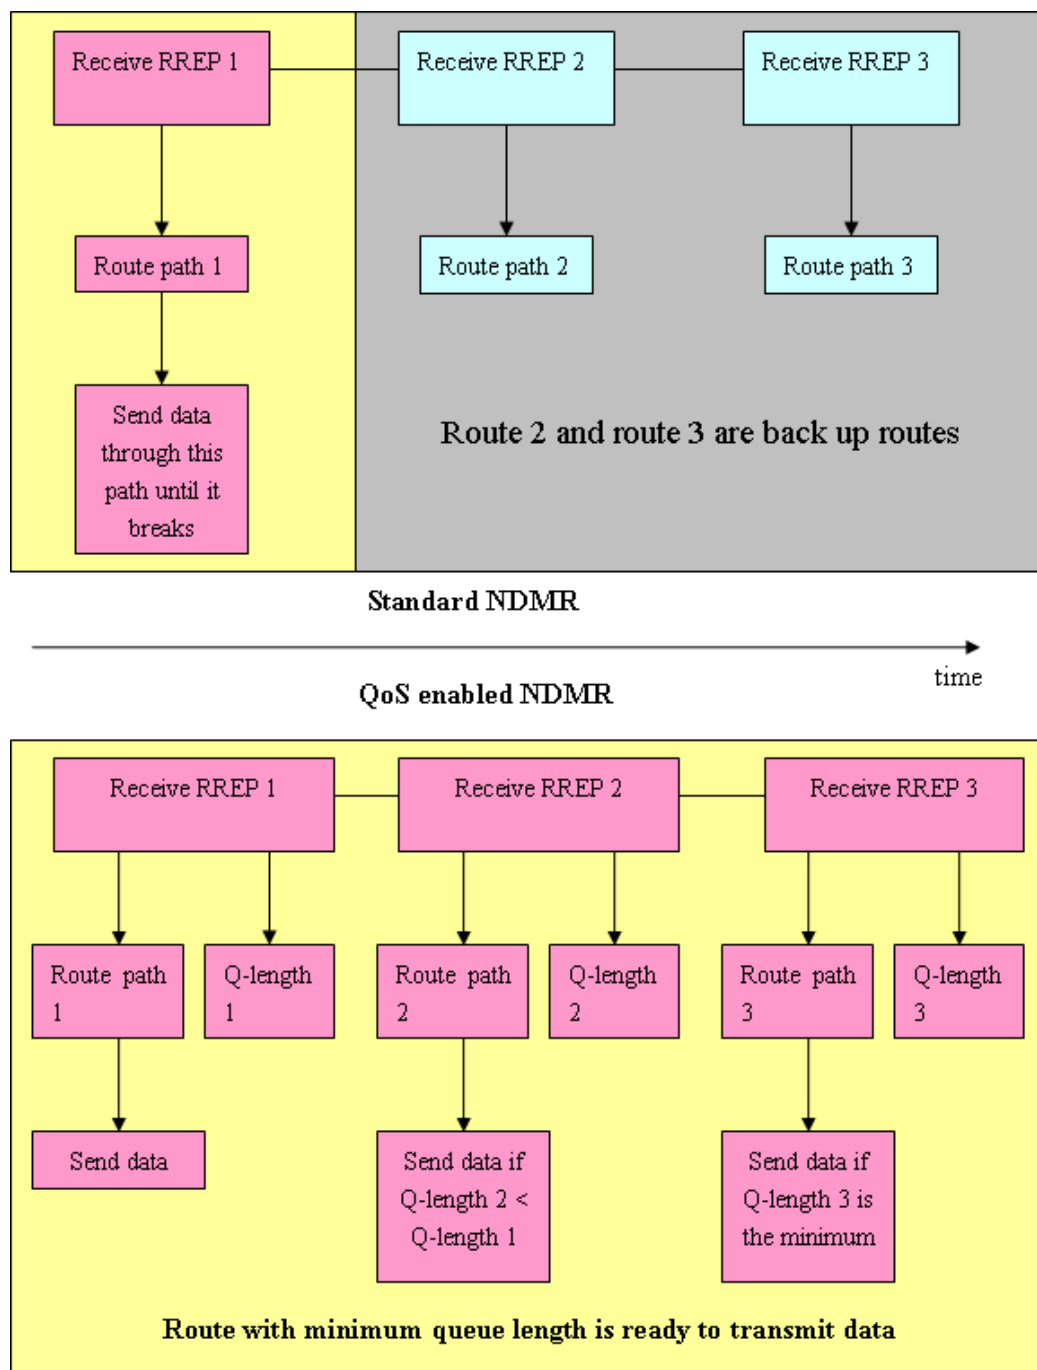 Receive RREP 1
Receive RREP 2
Receive RREP 3
Route path 1
Route path 2
Route path 3
Send data
through this
path until it
breaks
Route 2 and route 3 are back up routes
Standard NDMR
time
QoS enabled NDMR
Receive RREP 1
Receive RREP 2
Receive RREP 3
Route path
1
Q-length
1
Route path
2
Q-length
2
Route path
3
Q-length
3
Send data
Send data if
Q-length 2 <
Q-length 1
Send data if
Q-length 3 is
the minimum
Route with minimum queue length is ready to transmit data